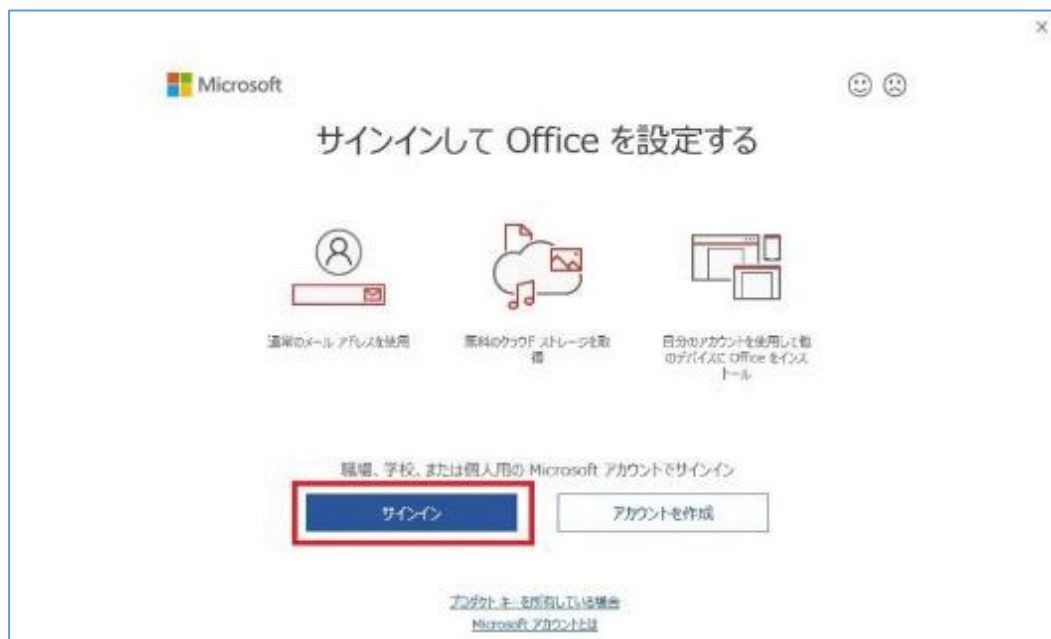 Microsoft
サインインして Office を設定する
通常のメール アドレスを使用
無料のクラウド ストレージを取
得
自分のアカウントを使用して他
のデバイスに Office をインス
トール
職場、学校、または個人用の Microsoft アカウントでサインイン
サインイン
アカウントを作成
プロダクト キーを所有している場合
Microsoft アカウントとは